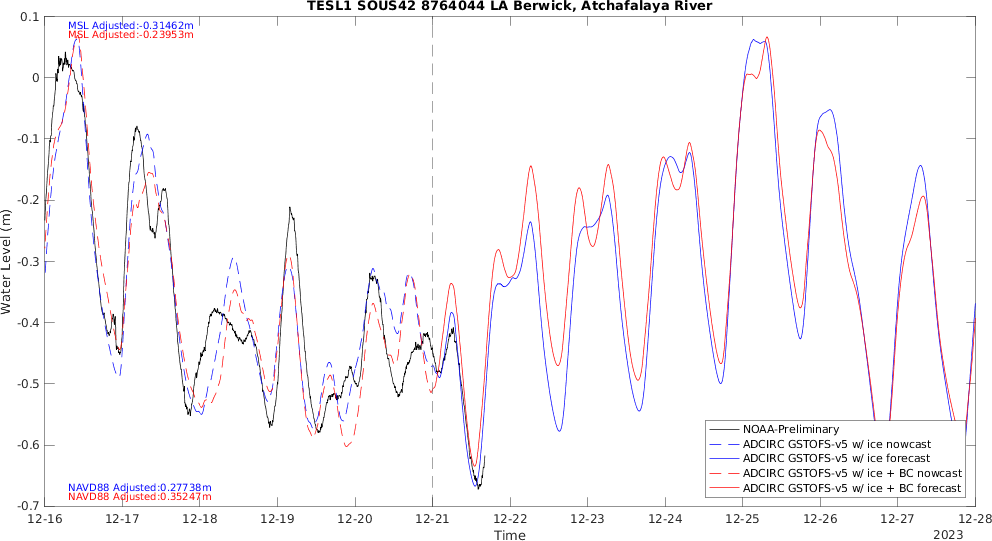 TESL1 SOUS42 8764044 LA Berwick, Atchafalaya River
0.1
0
-0.1
-0.2
-0.3
-0.4
-0.5
-0.6
-0.7
Water Level (m)
MSL Adjusted:-0.31462m
MSL Adjusted:-0.23953m
NAVD88 Adjusted:0.27738m
NAVD88 Adjusted:0.35247m
NOAA-Preliminary
ADCIRC GSTOFS-v5 w/ ice nowcast
ADCIRC GSTOFS-v5 w/ ice forecast
ADCIRC GSTOFS-v5 w/ ice + BC nowcast
ADCIRC GSTOFS-v5 w/ ice + BC forecast
12-16 12-17 12-18 12-19 12-20 12-21 12-22 12-23 12-24 12-25 12-26 12-27 12-28
Time
2023